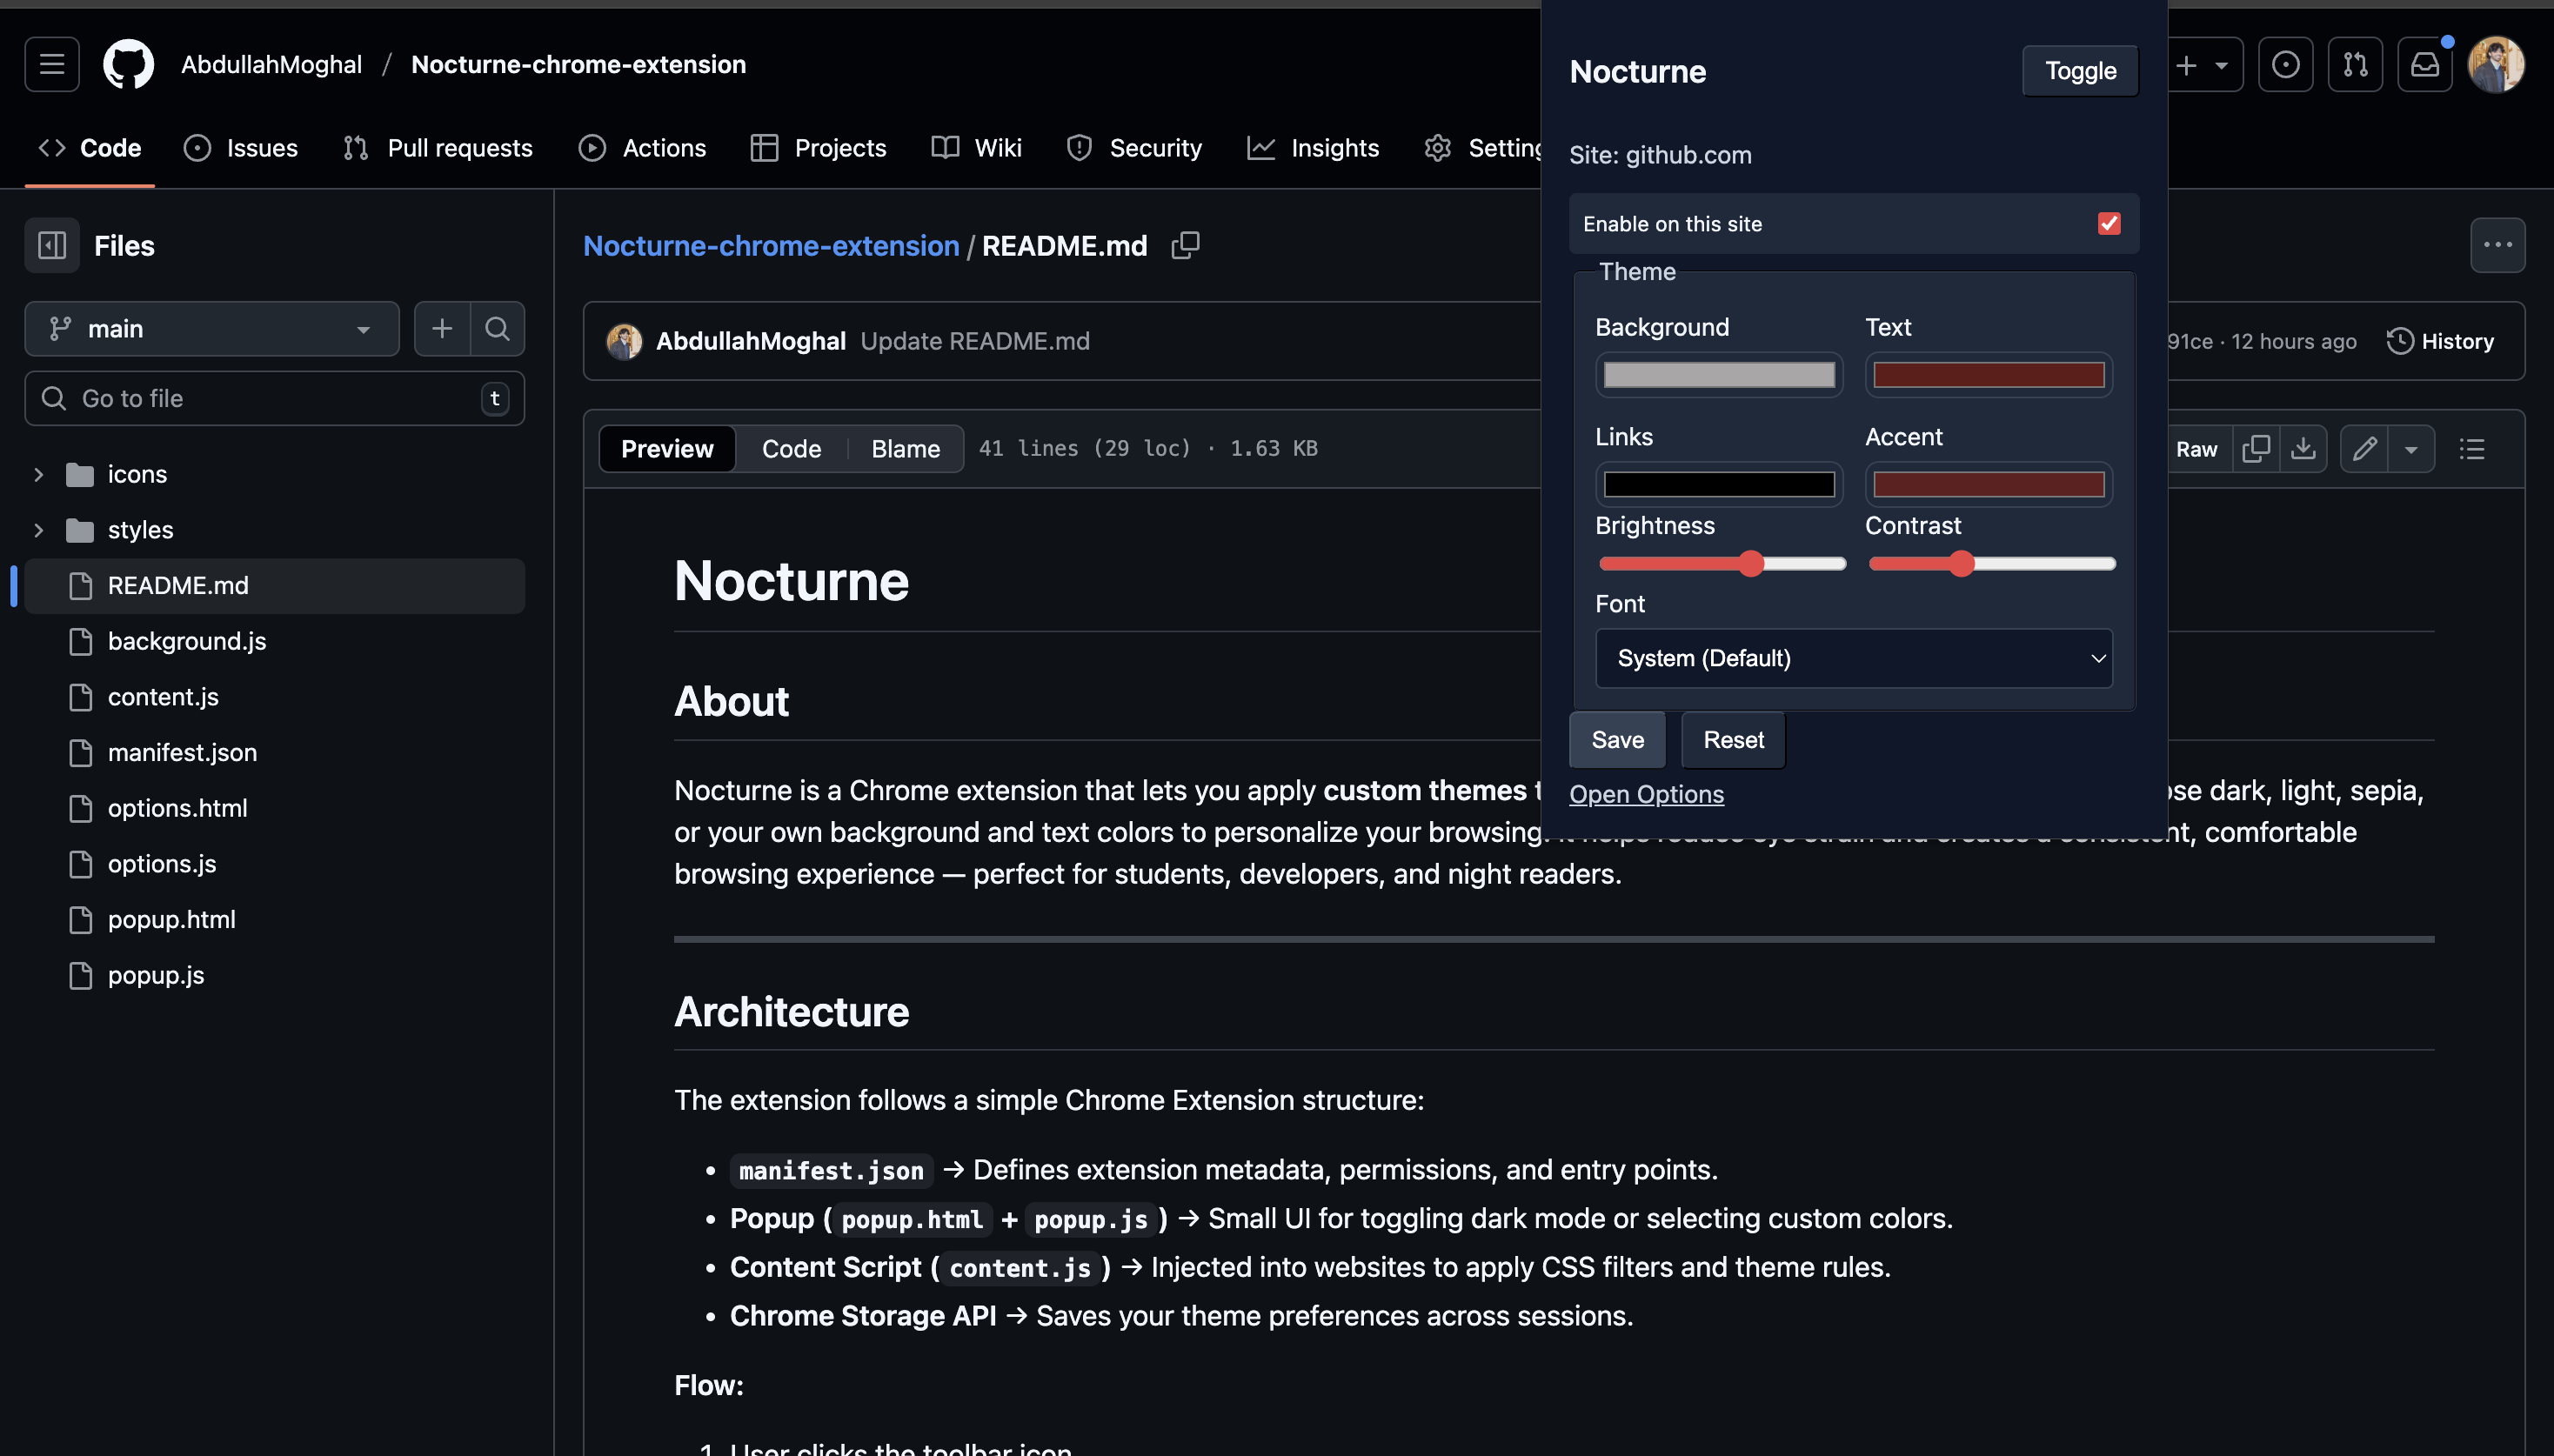 AbdullahMoghal / Nocturne-chrome-extension
Code Issues Pull requests Actions Projects Wiki Security Insights Setting
Files
main
Go to file t
icons
styles
README.md
background.js
content.js
manifest.json
options.html
options.js
popup.html
popup.js
Nocturne-chrome-extension / README.md
AbdullahMoghal Update README.md
91ce · 12 hours ago History
Preview Code Blame 41 lines (29 loc) · 1.63 KB
Raw
Nocturne
About
Nocturne is a Chrome extension that lets you apply custom themes
dark, light, sepia,
or your own background and text colors to personalize your browsing. It helps reduce eye strain and creates a consistent, comfortable
browsing experience — perfect for students, developers, and night readers.
Architecture
The extension follows a simple Chrome Extension structure:
• manifest.json → Defines extension metadata, permissions, and entry points.
• Popup ( popup.html + popup.js ) → Small UI for toggling dark mode or selecting custom colors.
• Content Script ( content.js ) → Injected into websites to apply CSS filters and theme rules.
• Chrome Storage API → Saves your theme preferences across sessions.
Flow:
1. User clicks the toolbar icon
Nocturne Toggle
Site: github.com
Enable on this site
Theme
Background Text
Links Accent
Brightness Contrast
Font
System (Default)
Save Reset
Open Options